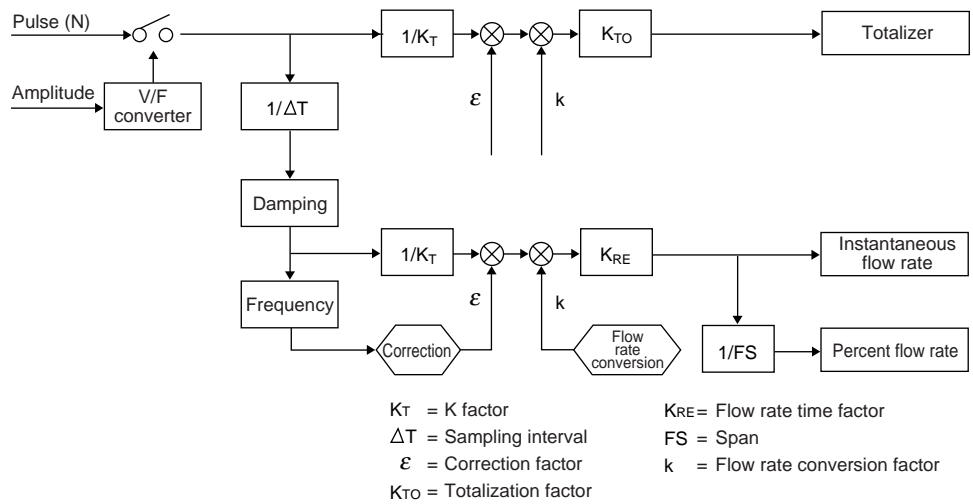 Pulse (N)
Amplitude
V/F
converter
1/K_T
ε
k
K_TO
Totalizer
1/ΔT
Damping
1/K_T
ε
k
K_RE
Instantaneous
flow rate
Frequency
Correction
Flow
rate
conversion
1/FS
Percent flow rate
K_T = K factor
ΔT = Sampling interval
ε = Correction factor
K_TO = Totalization factor
K_RE = Flow rate time factor
FS = Span
k = Flow rate conversion factor